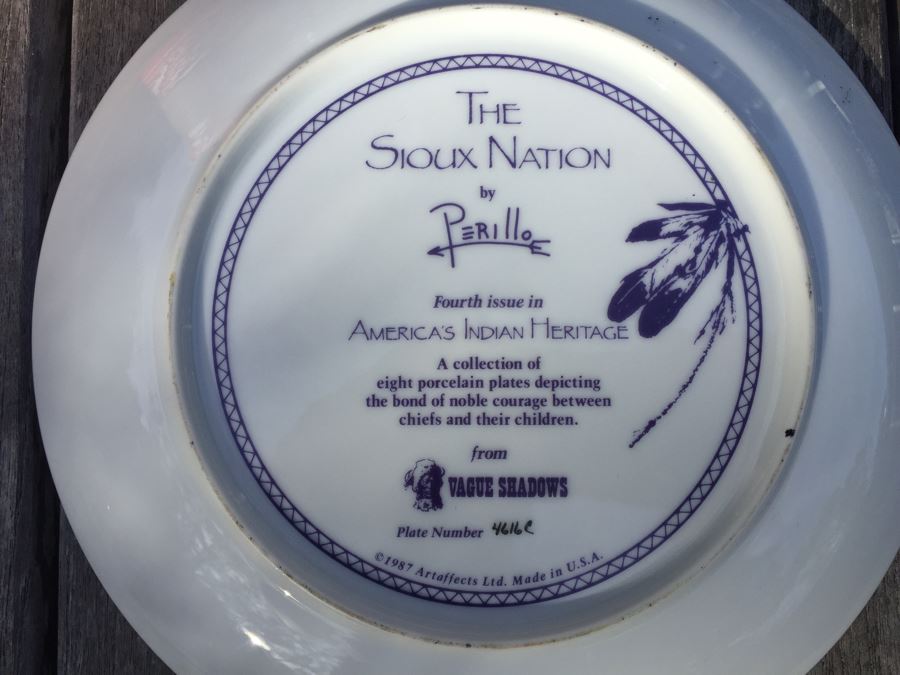 THE
SIOUX NATION
by
PERillO
Fourth issue in
AMERICA'S INDIAN HERITAGE
A collection of
eight porcelain plates depicting
the bond of noble courage between
chiefs and their children.
from
VAGUE SHADOWS
Plate Number 4616C
©1987 Artaffects Ltd. Made in U.S.A.